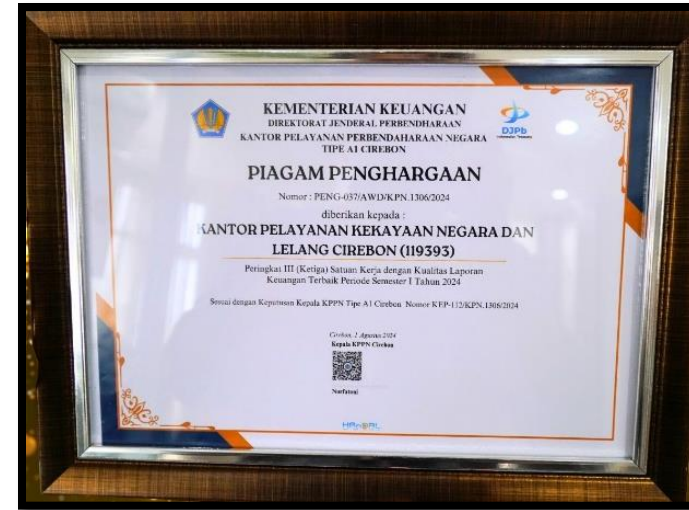 KEMENTERIAN KEUANGAN
DIREKTORAT JENDERAL PERBENDHARAAN
KANTOR PELAYANAN PERBENDAHARAAN NEGARA
TIPE A1 CIREBON
DJPb
PIAGAM PENGHARGAAN
Nomor : PENG-037/AWD/KPN.1306/2024
diberikan kepada :
KANTOR PELAYANAN KEKAYAAN NEGARA DAN
LELANG CIREBON (119393)
Peringkat III (Ketiga) Satuan Kerja dengan Kualitas Laporan
Keuangan Terbaik Periode Semester I Tahun 2024
Sesuai dengan Keputusan Kepala KPPN Tipe A1 Cirebon Nomor KEP-112/KPN.1306/2024
Cirebon, 1 Agustus 2024
Kepala KPPN Cirebon
Nurfatoni